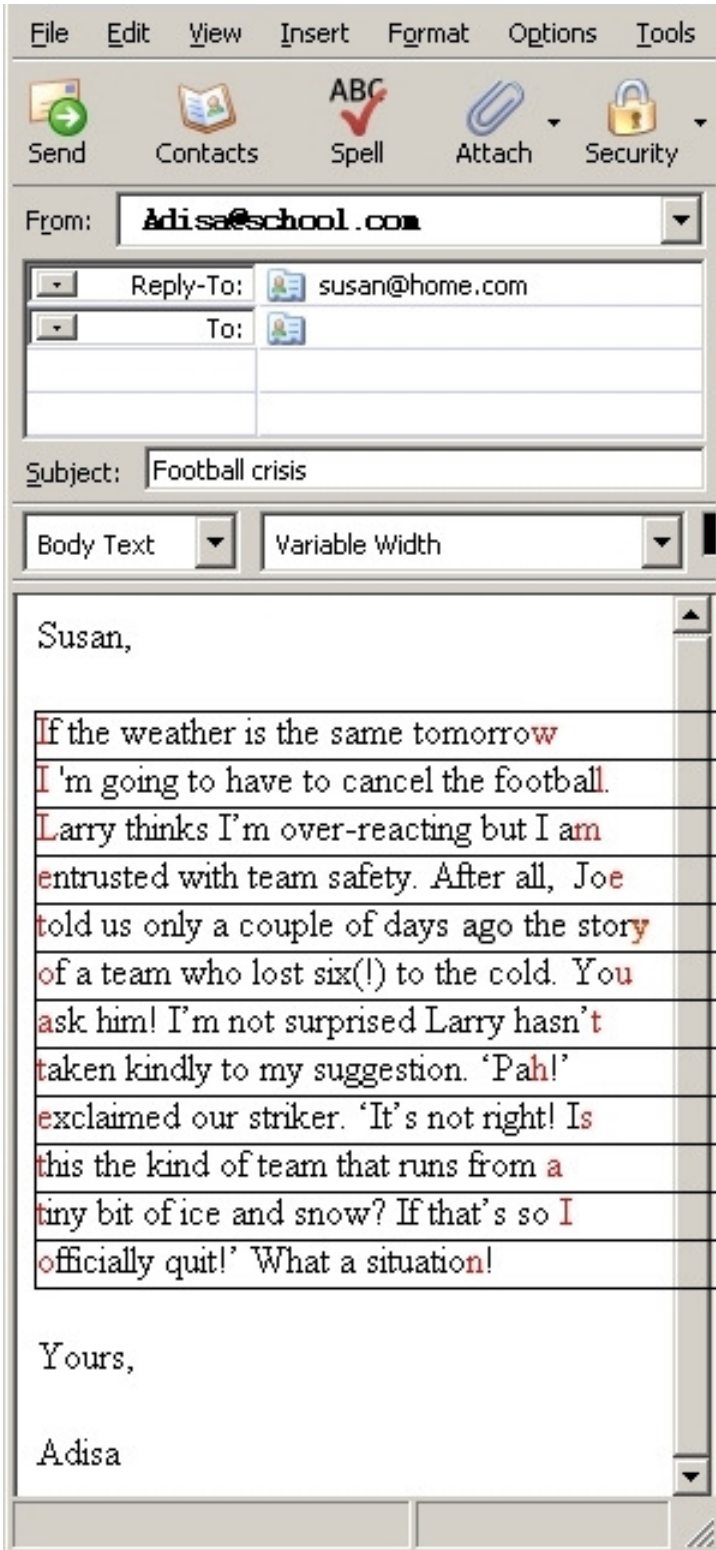 File Edit View Insert Format Options Tools
ABC
Send Contacts Spell Attach Security
From: Adisa@school.com
Reply-To: susan@home.com
To:
Subject: Football crisis
Body Text Variable Width
Susan,
If the weather is the same tomorrow
I 'm going to have to cancel the football.
Larry thinks I’m over-reacting but I am
entrusted with team safety. After all, Joe
told us only a couple of days ago the story
of a team who lost six(!) to the cold. You
ask him! I’m not surprised Larry hasn’t
taken kindly to my suggestion. ‘Pah!’
exclaimed our striker. ‘It’s not right! Is
this the kind of team that runs from a
tiny bit of ice and snow? If that’s so I
officially quit!’ What a situation!
Yours,
Adisa